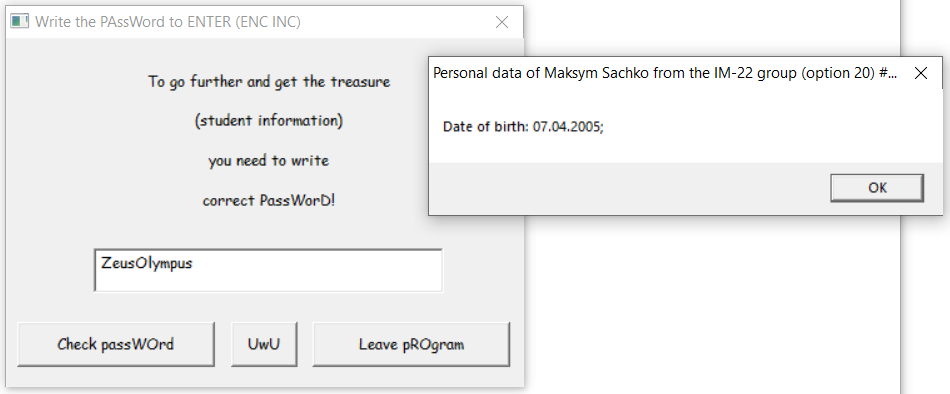 Write the PAssWord to ENTER (ENC INC)
To go further and get the treasure
(student information)
you need to write
correct PassWorD!
ZeusOlympus
Check passWOrd
UwU
Leave pROgram
Personal data of Maksym Sachko from the IM-22 group (option 20) #...
Date of birth: 07.04.2005;
OK